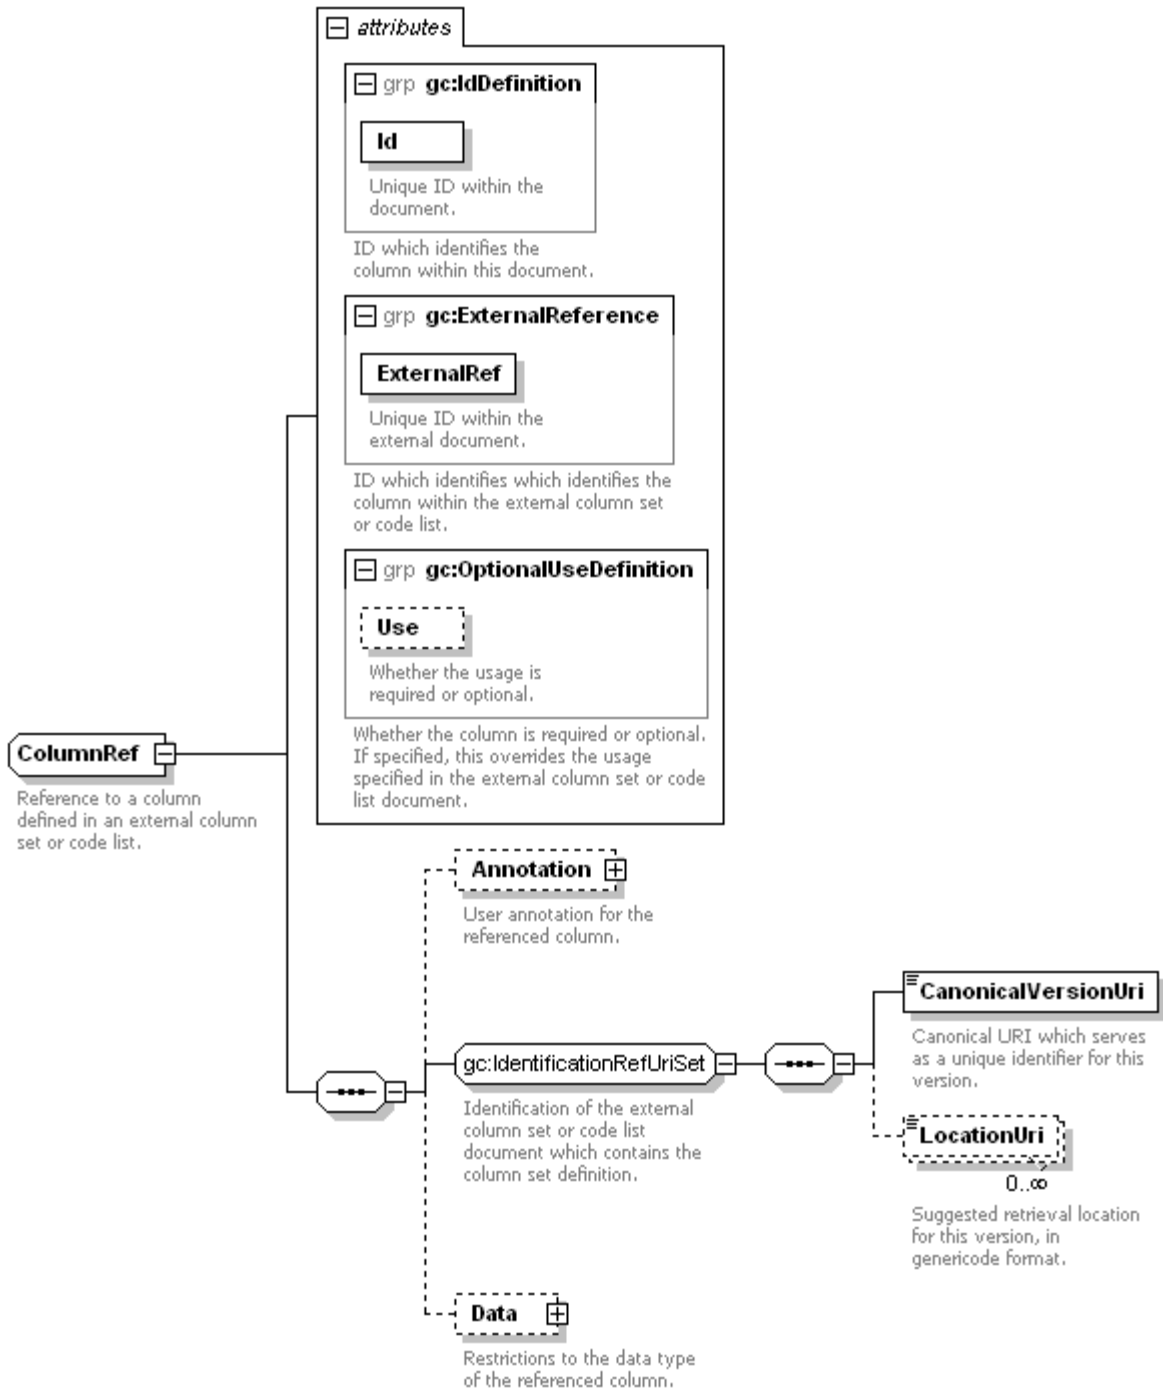 attributes
grp gc:IdDefinition
Id
Unique ID within the
document.
ID which identifies the
column within this document.
grp gc:ExternalReference
ExternalRef
Unique ID within the
external document.
ID which identifies which identifies the
column within the external column set
or code list.
grp gc:OptionalUseDefinition
Use
Whether the usage is
required or optional.
Whether the column is required or optional.
If specified, this overrides the usage
specified in the external column set or code
list document.
ColumnRef
Reference to a column
defined in an external column
set or code list.
Annotation
User annotation for the
referenced column.
gc:IdentificationRefUriSet
Identification of the external
column set or code list
document which contains the
column set definition.
CanonicalVersionUri
Canonical URI which serves
as a unique identifier for this
version.
LocationUri
0..∞
Suggested retrieval location
for this version, in
genericode format.
Data
Restrictions to the data type
of the referenced column.